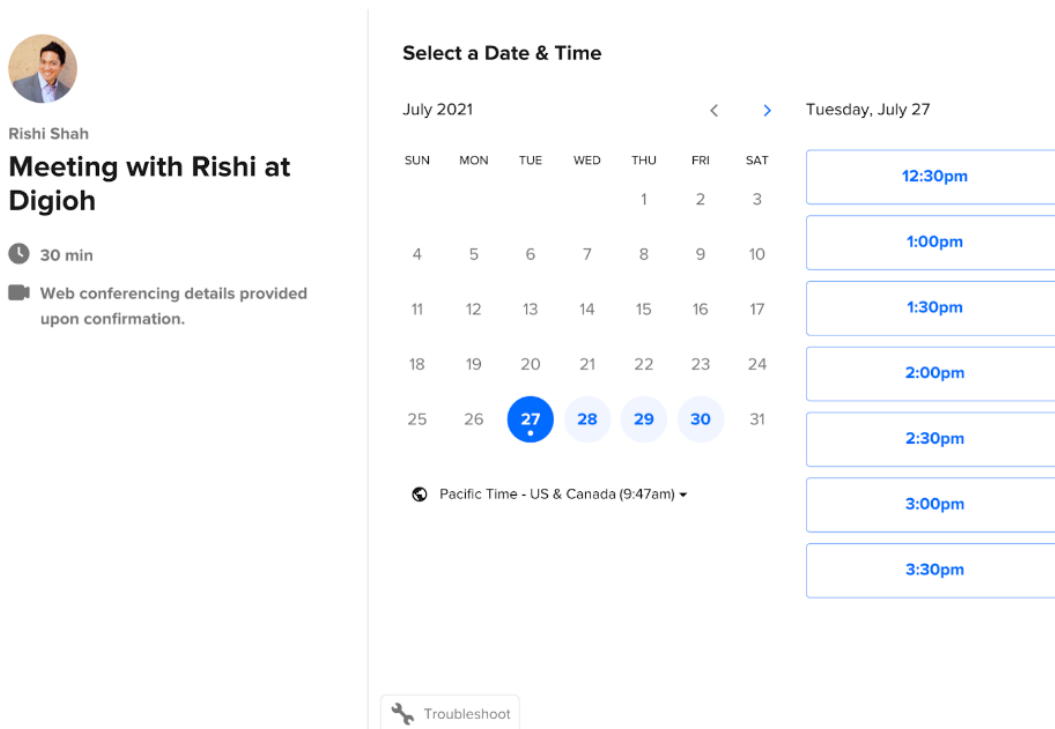 Rishi Shah
Meeting with Rishi at
Digioh
30 min
Web conferencing details provided
upon confirmation.
Select a Date & Time
July 2021
SUN MON TUE WED THU FRI SAT
1 2 3
4 5 6 7 8 9 10
11 12 13 14 15 16 17
18 19 20 21 22 23 24
25 26 27 28 29 30 31
Pacific Time - US & Canada (9:47am)
Tuesday, July 27
12:30pm
1:00pm
1:30pm
2:00pm
2:30pm
3:00pm
3:30pm
Troubleshoot